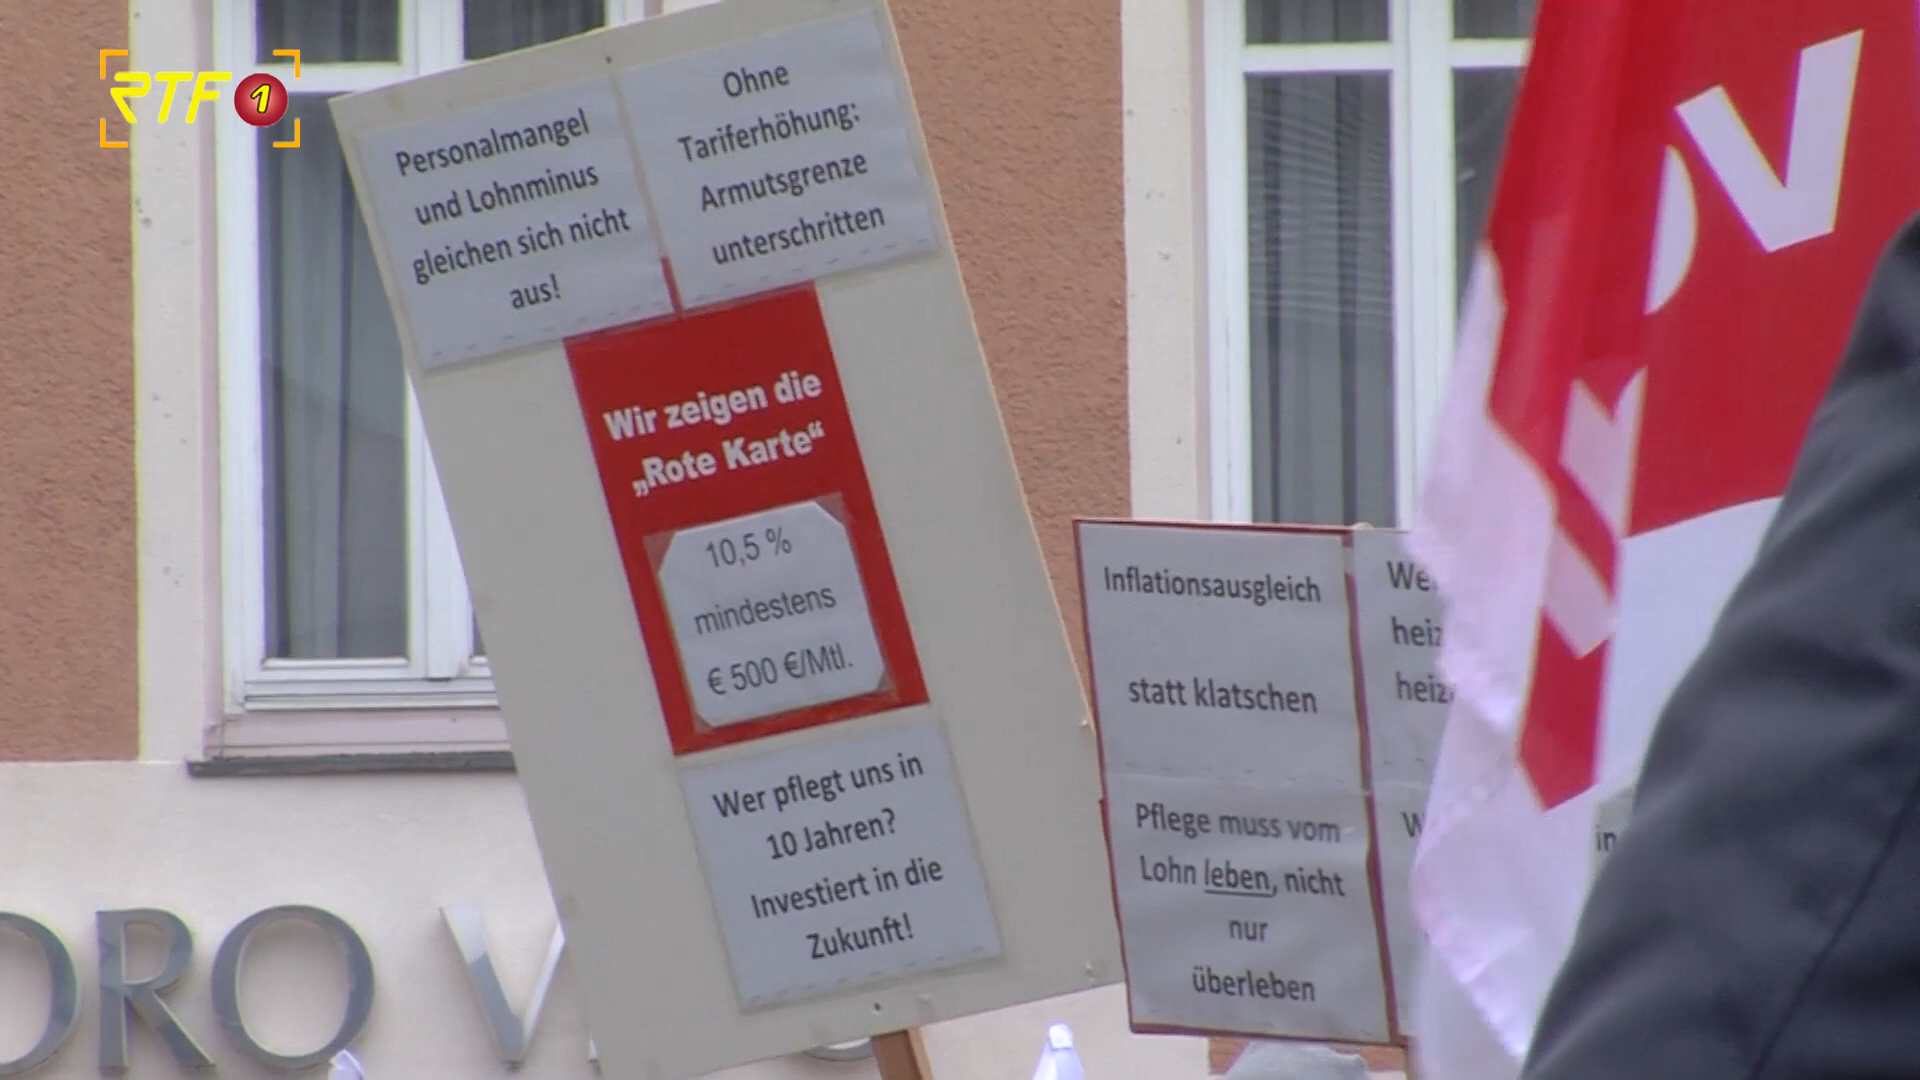 RTF 1
Personalmangel
und Lohnminus
gleichen sich nicht
aus!
Ohne
Tariferhöhung:
Armutsgrenze
unterschritten
Wir zeigen die
„Rote Karte“
10,5 %
mindestens
€ 500 €/Mtl.
Wer pflegt uns in
10 Jahren?
Investiert in die
Zukunft!
Inflationsausgleich
statt klatschen
Pflege muss vom
Lohn leben, nicht
nur
überleben
in